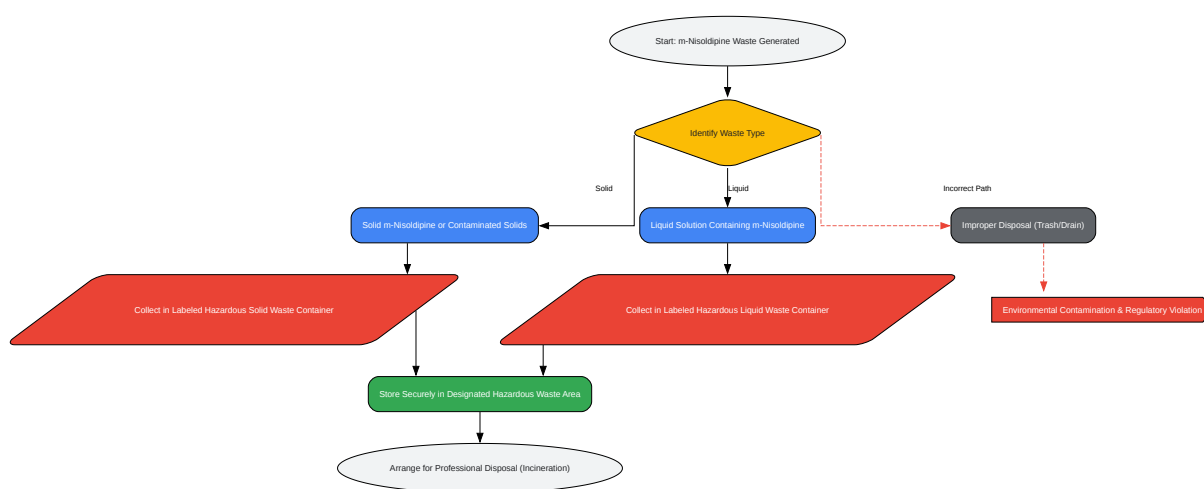 Start: m-Nisoldipine Waste Generated
Identify Waste Type
Solid
Liquid
Incorrect Path
Solid m-Nisoldipine or Contaminated Solids
Liquid Solution Containing m-Nisoldipine
Improper Disposal (Trash/Drain)
Collect in Labeled Hazardous Solid Waste Container
Collect in Labeled Hazardous Liquid Waste Container
Environmental Contamination & Regulatory Violation
Store Securely in Designated Hazardous Waste Area
Arrange for Professional Disposal (Incineration)